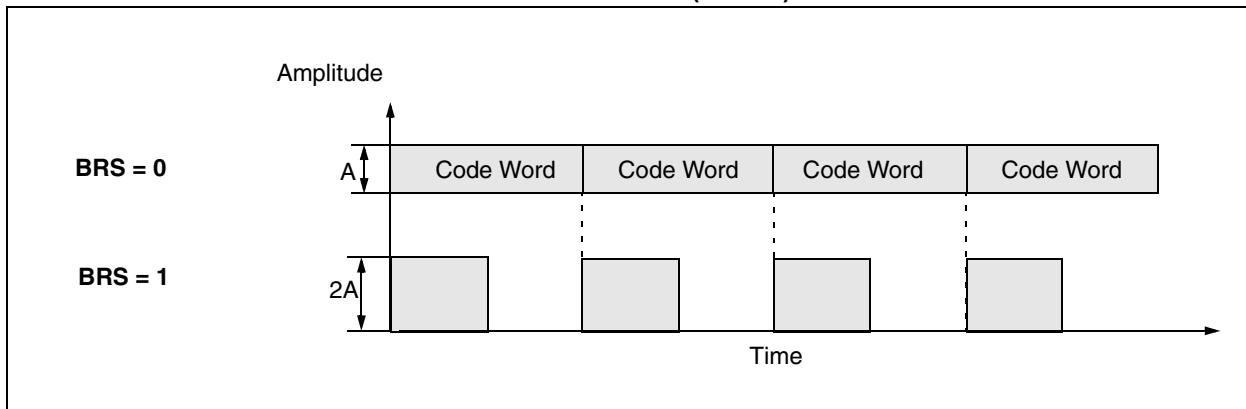 Amplitude
BRS = 0
A
Code Word
Code Word
Code Word
Code Word
BRS = 1
2A
Time